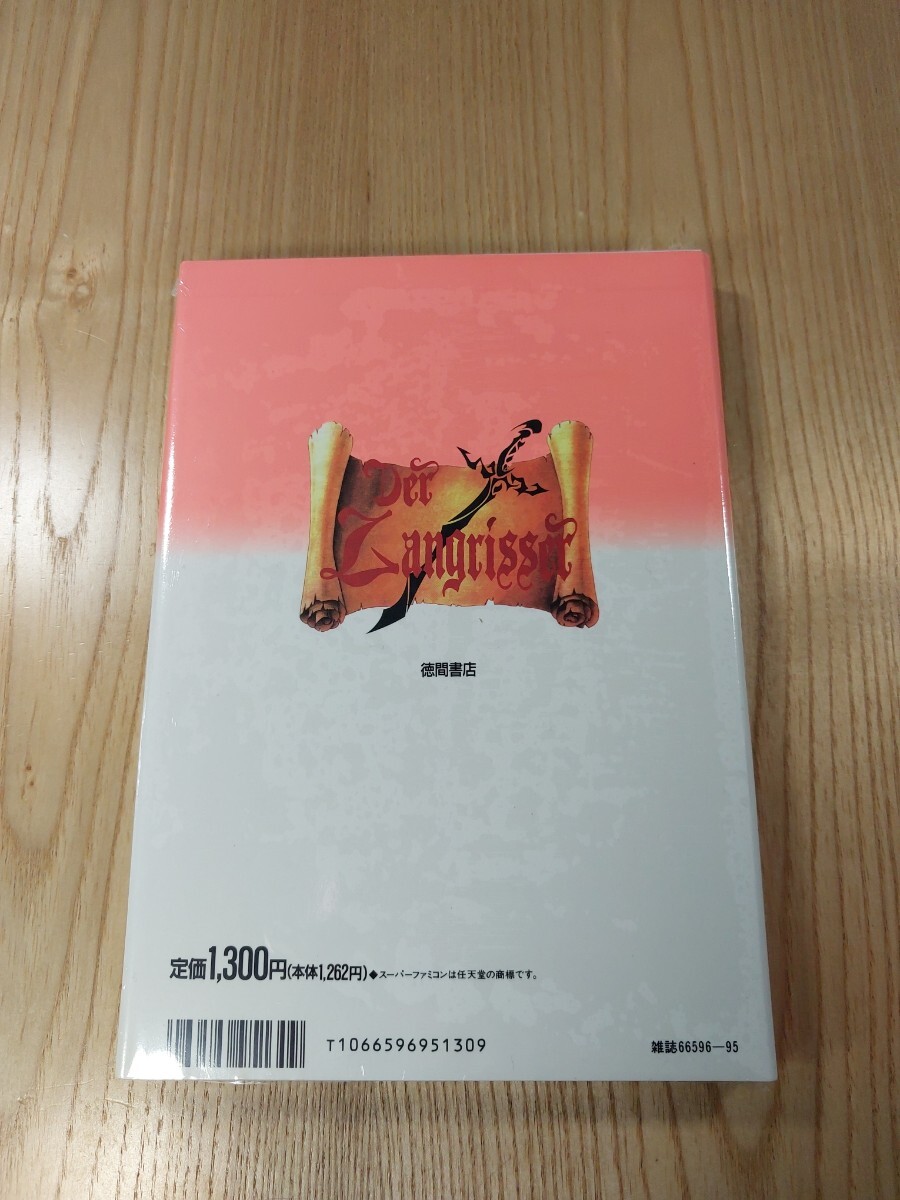 Der
Langrisser
徳間書店
定価1,300円(本体1,262円)◆スーパーファミコンは任天堂の商標です。
T1066596951309
雑誌66596-95